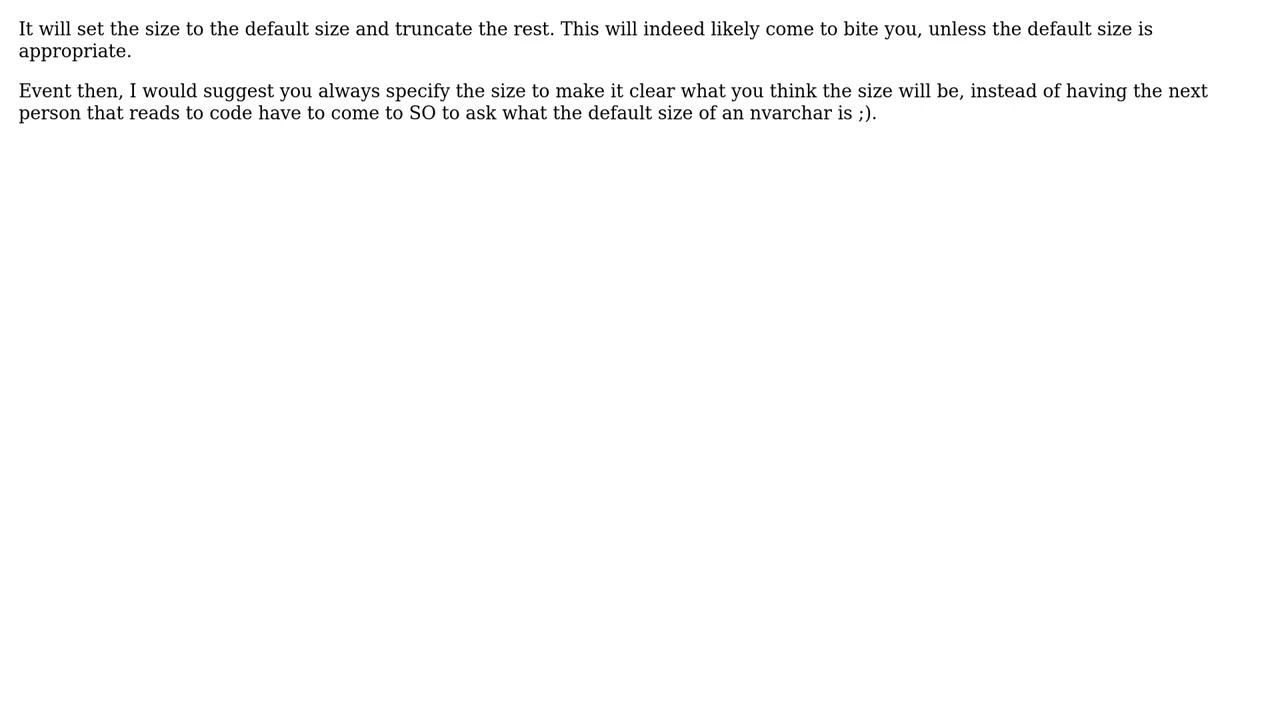 It will set the size to the default size and truncate the rest. This will indeed likely come to bite you, unless the default size is
appropriate.
Event then, I would suggest you always specify the size to make it clear what you think the size will be, instead of having the next
person that reads to code have to come to SO to ask what the default size of an nvarchar is ;).